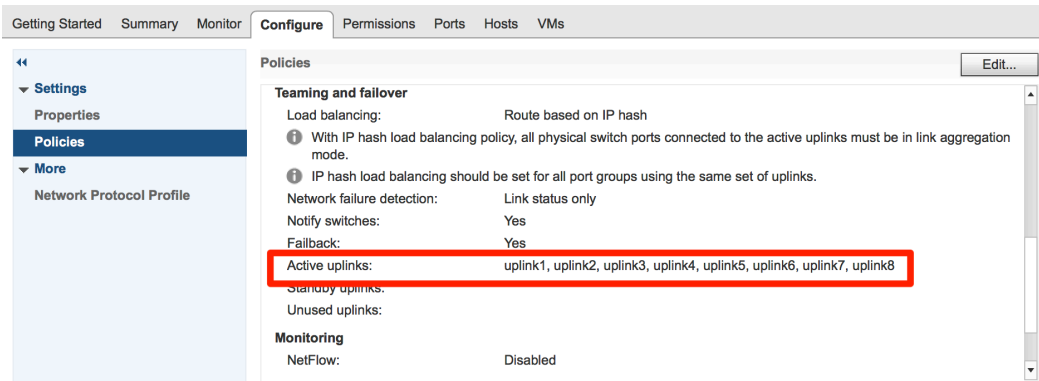 Getting Started Summary Monitor Configure Permissions Ports Hosts VMs
Policies Edit...
Settings
Properties
Policies
More
Network Protocol Profile
Teaming and failover
Load balancing: Route based on IP hash
With IP hash load balancing policy, all physical switch ports connected to the active uplinks must be in link aggregation
mode.
IP hash load balancing should be set for all port groups using the same set of uplinks.
Network failure detection: Link status only
Notify switches: Yes
Failback: Yes
Active uplinks: uplink1, uplink2, uplink3, uplink4, uplink5, uplink6, uplink7, uplink8
Standby uplinks:
Unused uplinks:
Monitoring
NetFlow: Disabled